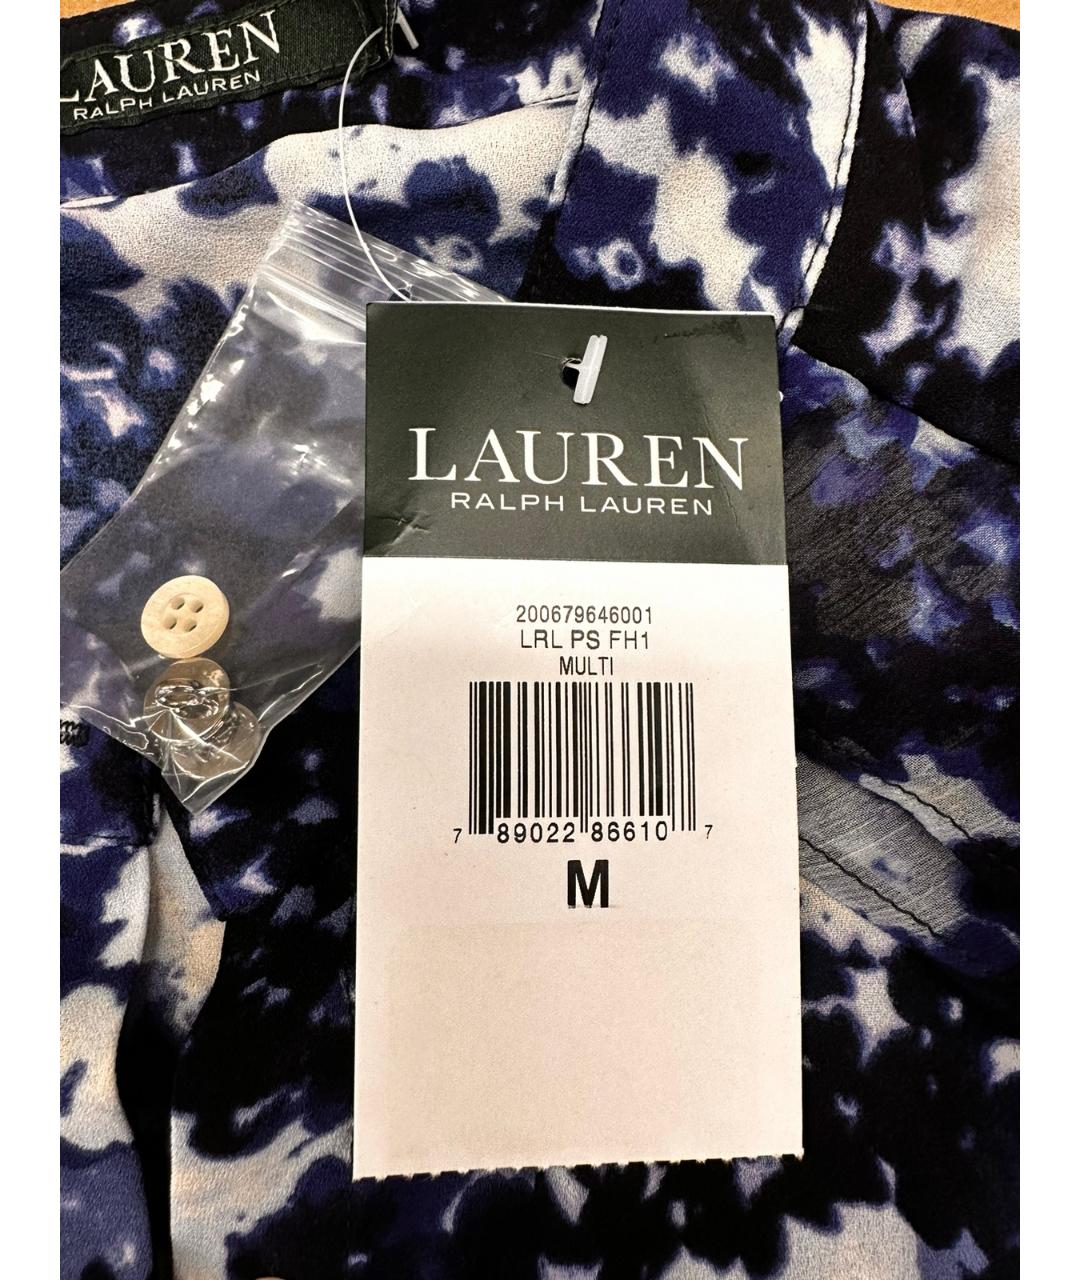 LAUREN
RALPH LAUREN
LAUREN
RALPH LAUREN
200679646001
LRL PS FH1
MULTI
7 89022 86610 7
M